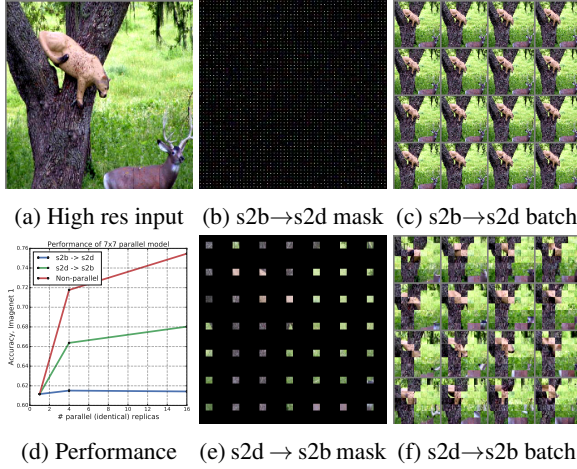 (a) High res input (b) s2b→s2d mask (c) s2b→s2d batch
Performance of 7x7 parallel model
s2b -> s2d
s2d -> s2b
Non-parallel
Accuracy, Imagenet 1
0.76
0.74
0.72
0.70
0.68
0.66
0.64
0.62
0.60
0 2 4 6 8 10 12 14 16
# parallel (identical) replicas
(d) Performance (e) s2d → s2b mask (f) s2d→s2b batch